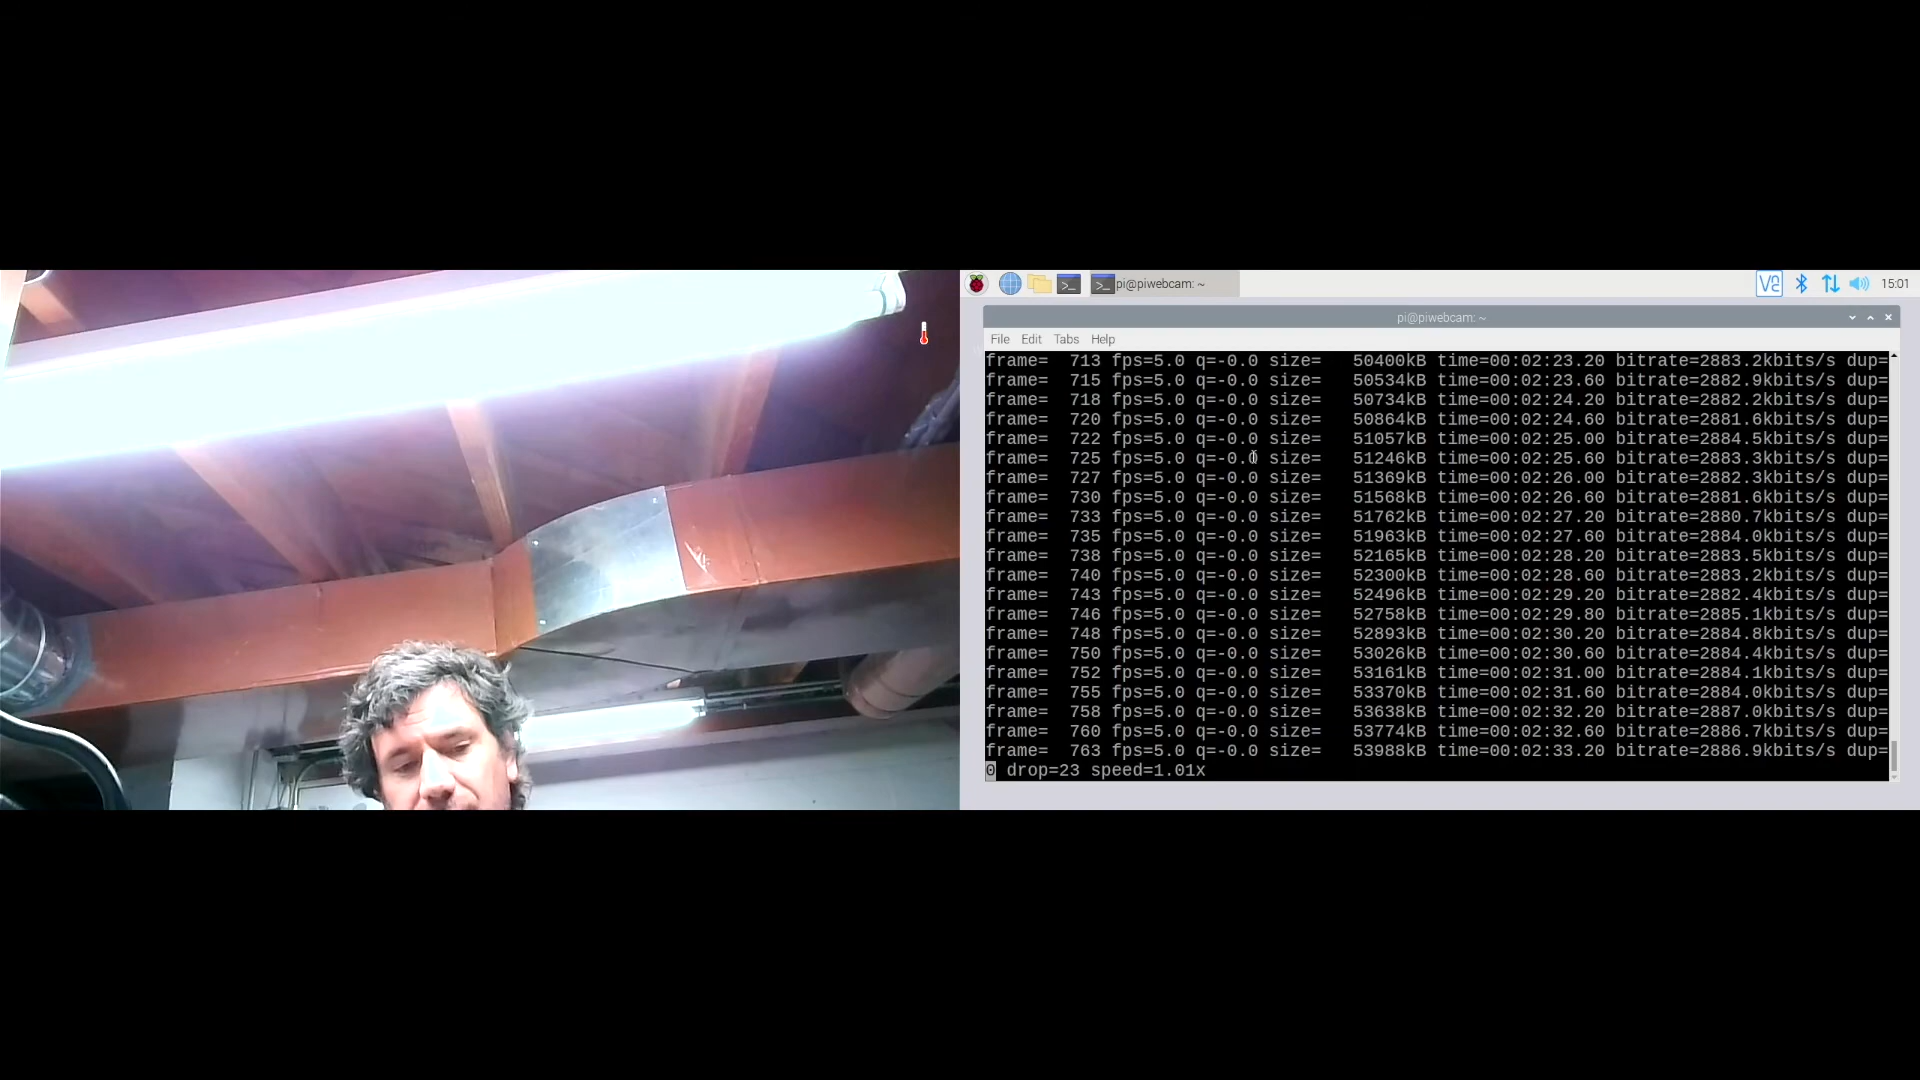 pi@piwebcam: ~
15:01
pi@piwebcam: ~
File Edit Tabs Help
frame=  713 fps=5.0 q=-0.0 size=   50400kB time=00:02:23.20 bitrate=2883.2kbits/s dup=
frame=  715 fps=5.0 q=-0.0 size=   50534kB time=00:02:23.60 bitrate=2882.9kbits/s dup=
frame=  718 fps=5.0 q=-0.0 size=   50734kB time=00:02:24.20 bitrate=2882.2kbits/s dup=
frame=  720 fps=5.0 q=-0.0 size=   50864kB time=00:02:24.60 bitrate=2881.6kbits/s dup=
frame=  722 fps=5.0 q=-0.0 size=   51057kB time=00:02:25.00 bitrate=2884.5kbits/s dup=
frame=  725 fps=5.0 q=-0.0 size=   51246kB time=00:02:25.60 bitrate=2883.3kbits/s dup=
frame=  727 fps=5.0 q=-0.0 size=   51369kB time=00:02:26.00 bitrate=2882.3kbits/s dup=
frame=  730 fps=5.0 q=-0.0 size=   51568kB time=00:02:26.60 bitrate=2881.6kbits/s dup=
frame=  733 fps=5.0 q=-0.0 size=   51762kB time=00:02:27.20 bitrate=2880.7kbits/s dup=
frame=  735 fps=5.0 q=-0.0 size=   51963kB time=00:02:27.60 bitrate=2884.0kbits/s dup=
frame=  738 fps=5.0 q=-0.0 size=   52165kB time=00:02:28.20 bitrate=2883.5kbits/s dup=
frame=  740 fps=5.0 q=-0.0 size=   52300kB time=00:02:28.60 bitrate=2883.2kbits/s dup=
frame=  743 fps=5.0 q=-0.0 size=   52496kB time=00:02:29.20 bitrate=2882.4kbits/s dup=
frame=  746 fps=5.0 q=-0.0 size=   52758kB time=00:02:29.80 bitrate=2885.1kbits/s dup=
frame=  748 fps=5.0 q=-0.0 size=   52893kB time=00:02:30.20 bitrate=2884.8kbits/s dup=
frame=  750 fps=5.0 q=-0.0 size=   53026kB time=00:02:30.60 bitrate=2884.4kbits/s dup=
frame=  752 fps=5.0 q=-0.0 size=   53161kB time=00:02:31.00 bitrate=2884.1kbits/s dup=
frame=  755 fps=5.0 q=-0.0 size=   53370kB time=00:02:31.60 bitrate=2884.0kbits/s dup=
frame=  758 fps=5.0 q=-0.0 size=   53638kB time=00:02:32.20 bitrate=2887.0kbits/s dup=
frame=  760 fps=5.0 q=-0.0 size=   53774kB time=00:02:32.60 bitrate=2886.7kbits/s dup=
frame=  763 fps=5.0 q=-0.0 size=   53988kB time=00:02:33.20 bitrate=2886.9kbits/s dup=
0 drop=23 speed=1.01x